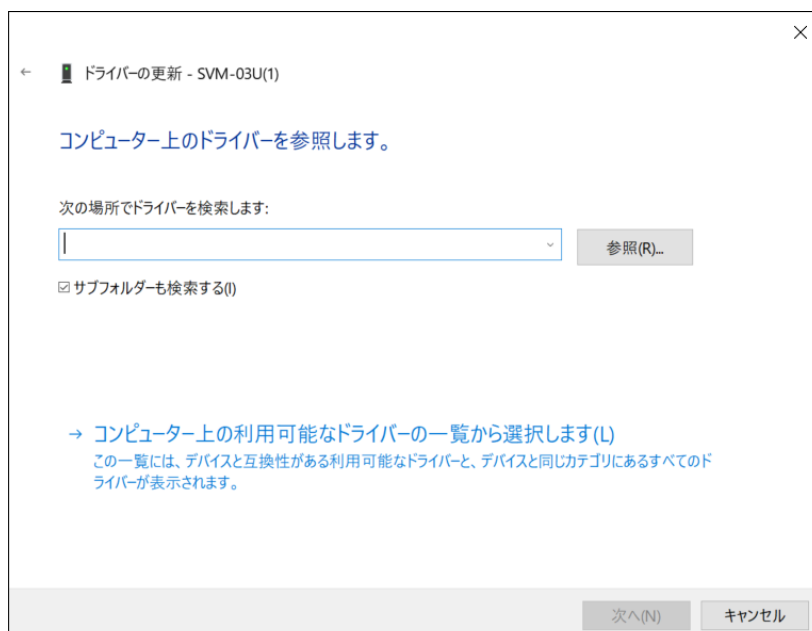 ドライバーの更新 - SVM-03U(1)
コンピューター上のドライバーを参照します。
次の場所でドライバーを検索します:
参照(R)...
サブフォルダーも検索する(I)
コンピューター上の利用可能なドライバーの一覧から選択します(L)
この一覧には、デバイスと互換性がある利用可能なドライバーと、デバイスと同じカテゴリにあるすべてのド
ライバーが表示されます。
次へ(N)
キャンセル